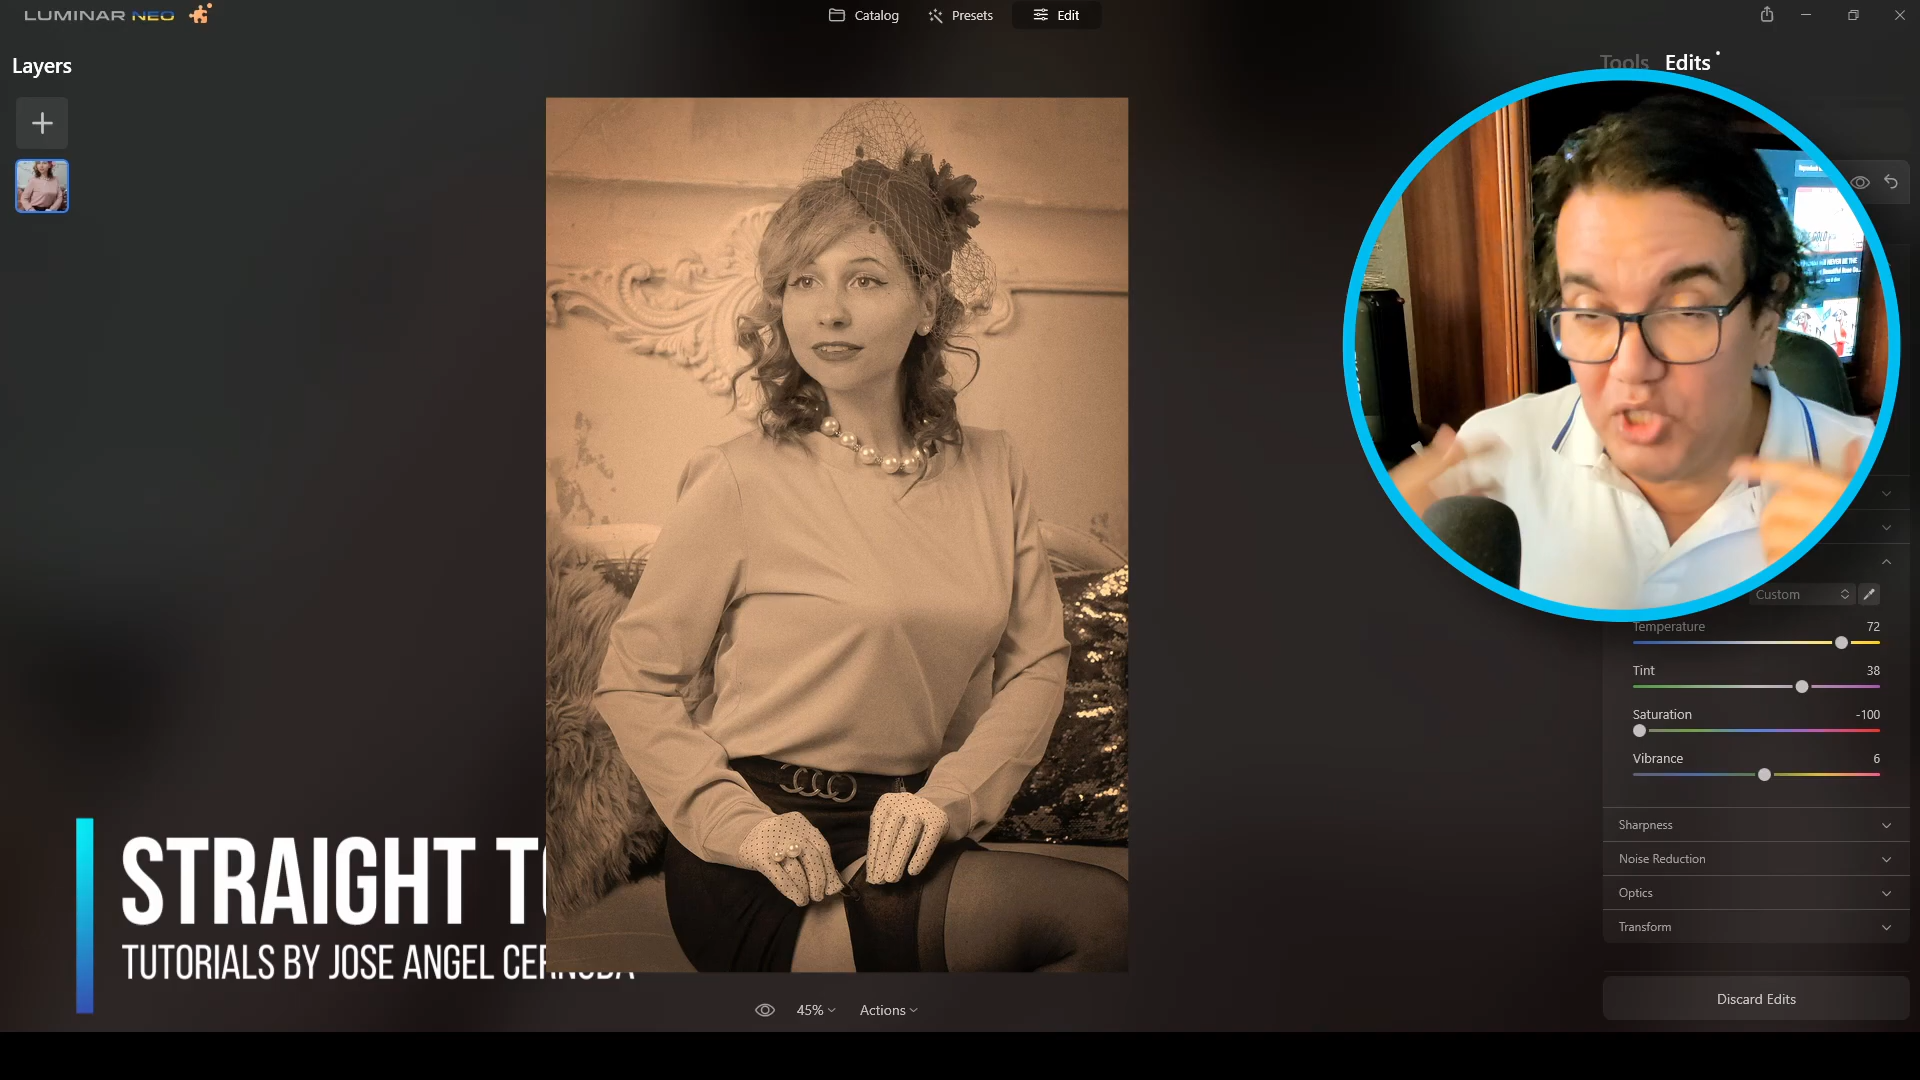 LUMINAR NEO
Catalog
Presets
Edit
Layers
Tools
Edits
Custom
Temperature
72
Tint
38
Saturation
-100
Vibrance
6
Sharpness
Noise Reduction
Optics
Transform
Discard Edits
STRAIGHT
TUTORIALS BY JOSE ANGEL
45%
Actions